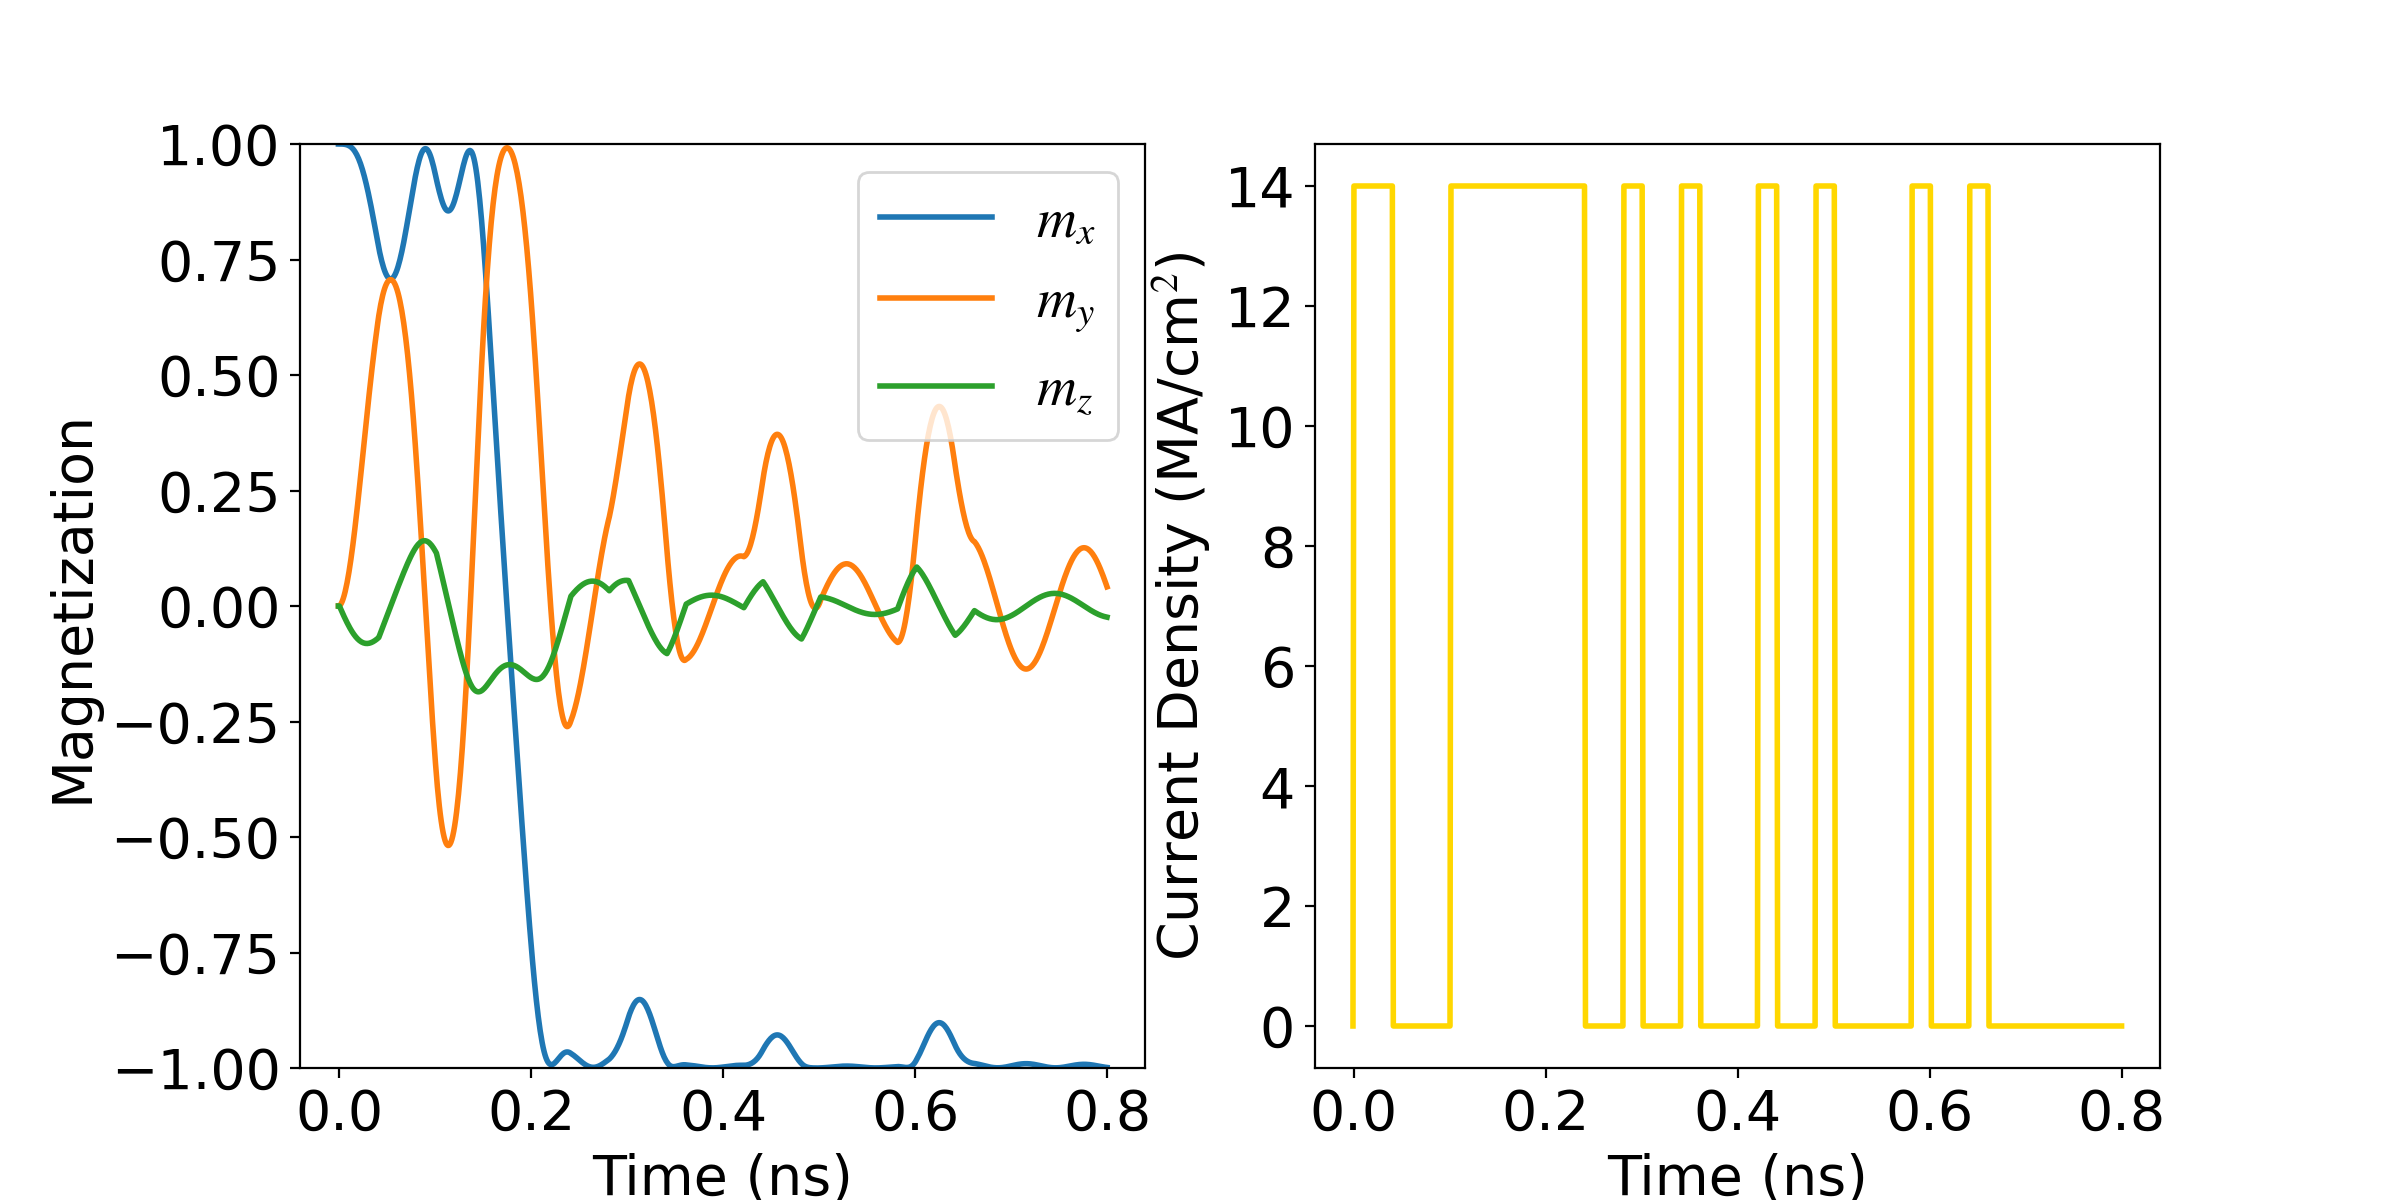 Magnetization
1.00
0.75
0.50
0.25
0.00
−0.25
−0.50
−0.75
−1.00
0.0 0.2 0.4 0.6 0.8
Time (ns)
m_x
m_y
m_z
Current Density (MA/cm²)
14
12
10
8
6
4
2
0
0.0 0.2 0.4 0.6 0.8
Time (ns)